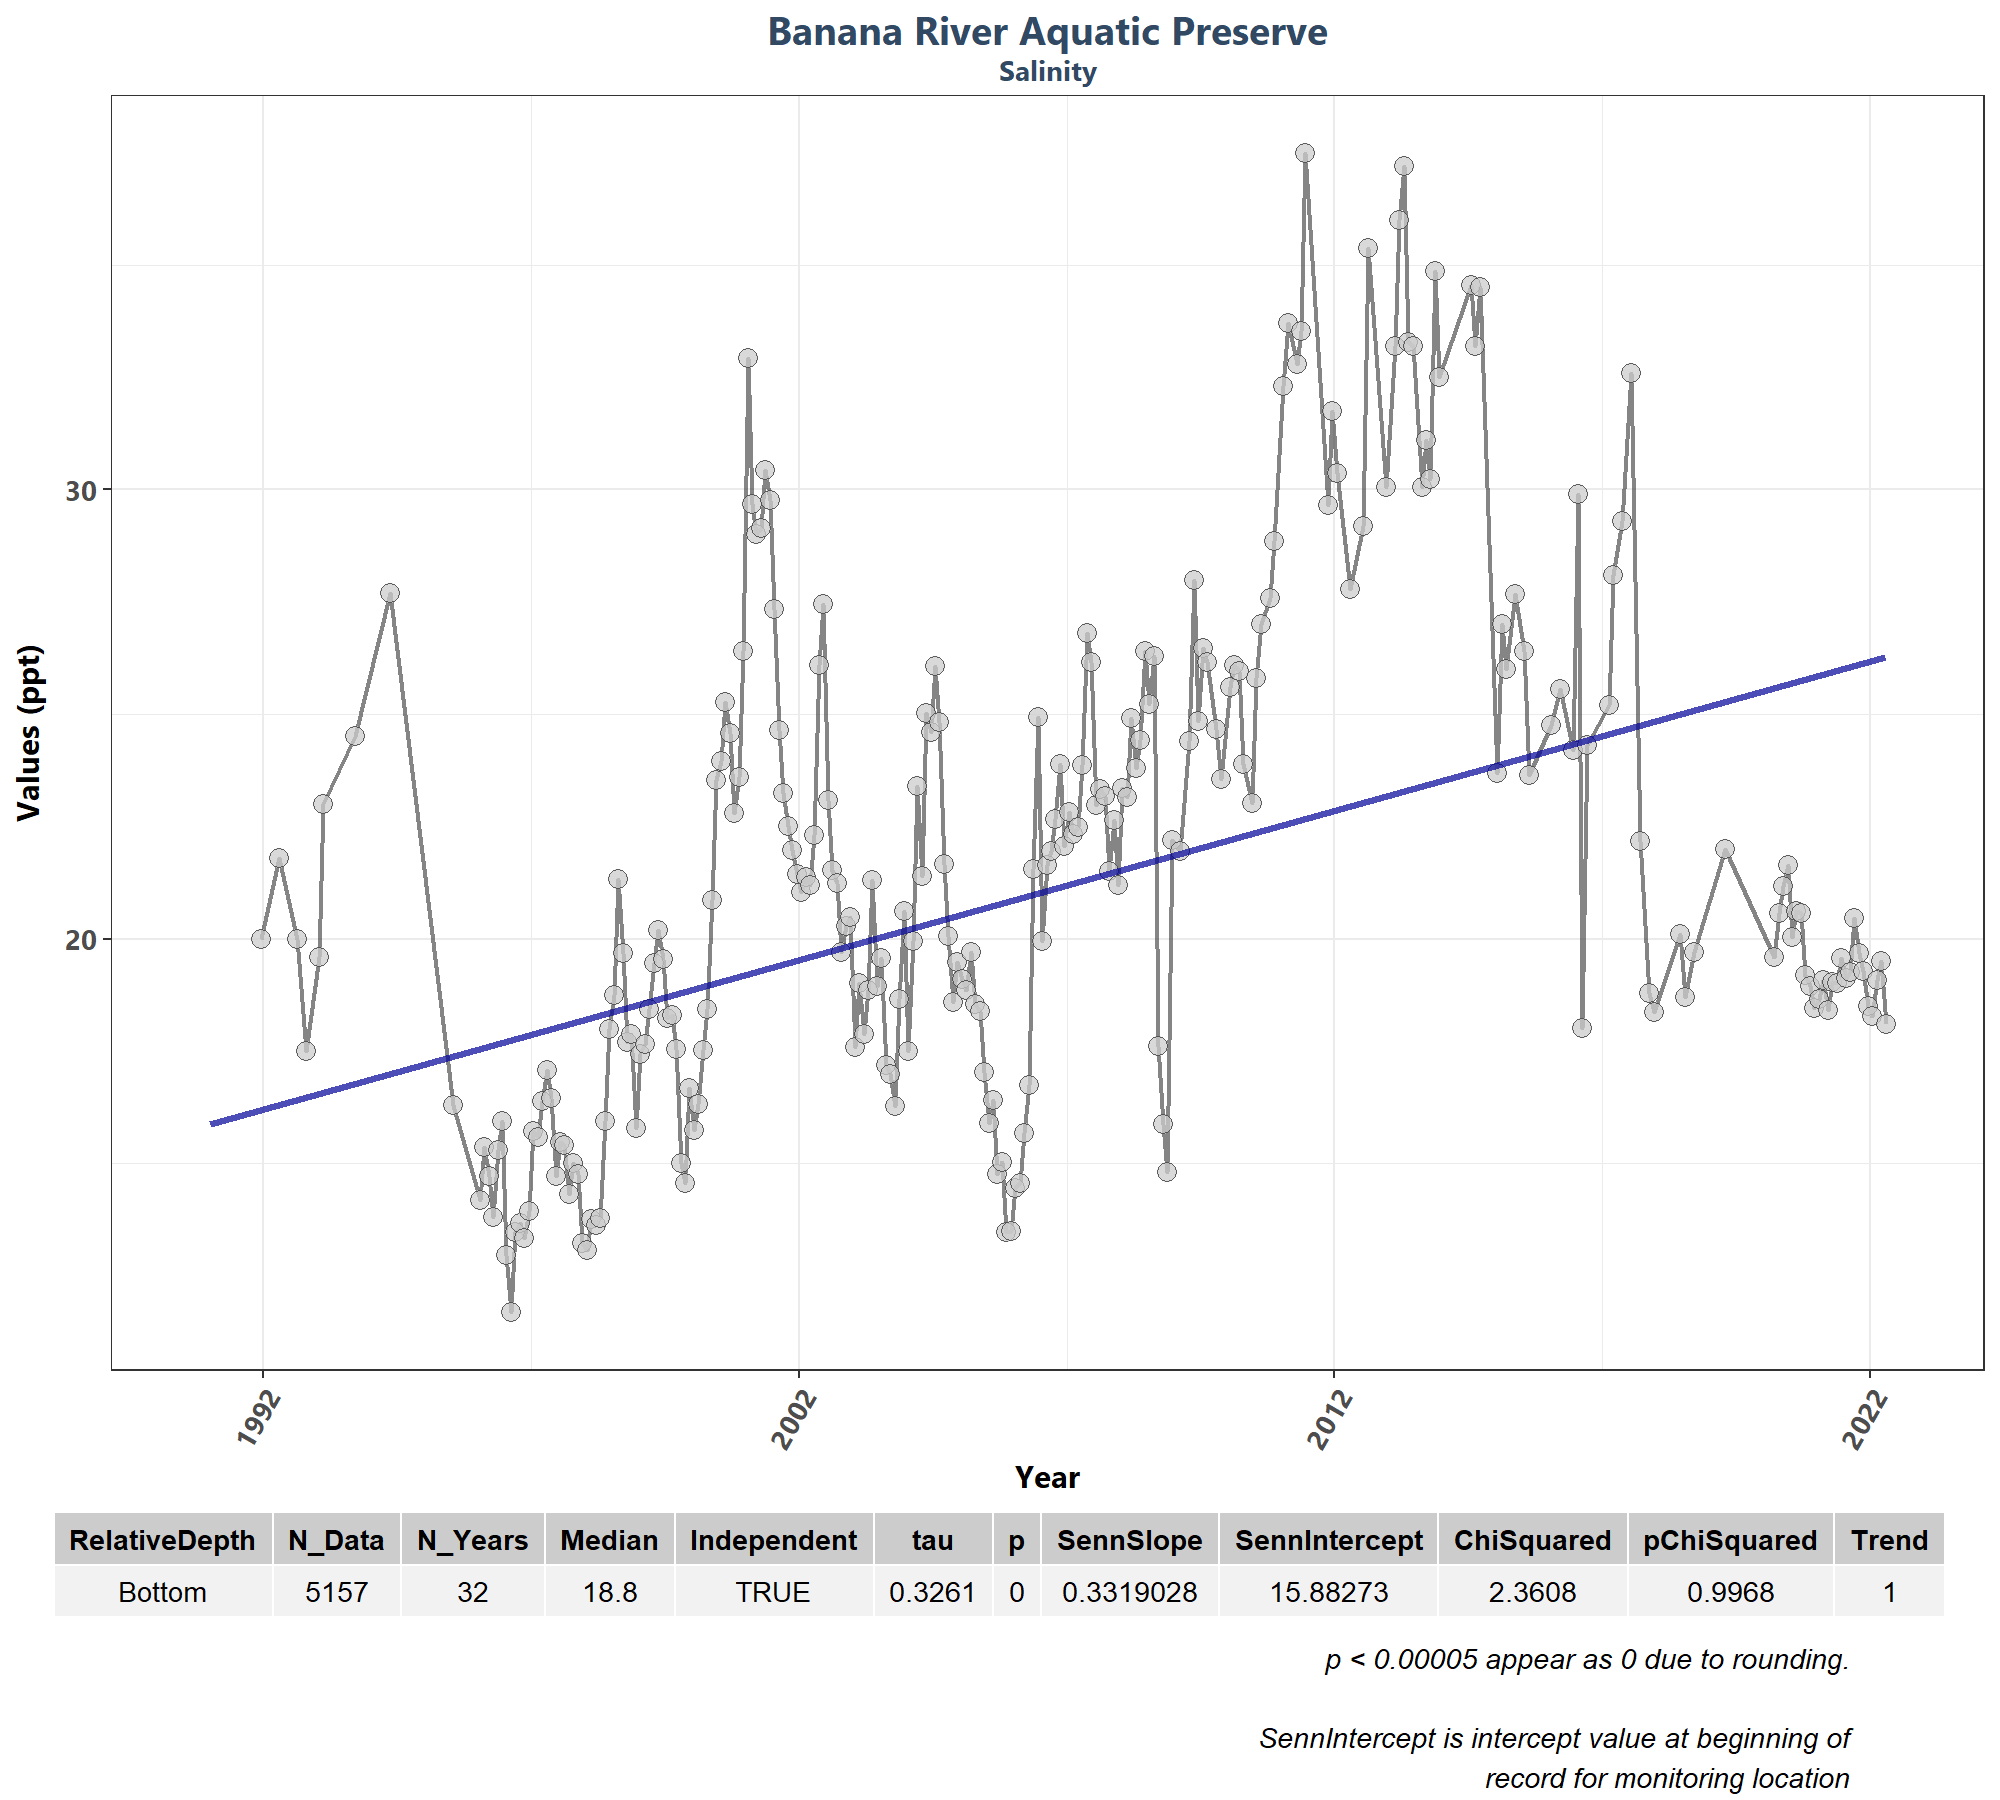 Banana River Aquatic Preserve
Salinity
Values (ppt)
30
20
1992 2002 2012 2022
Year
RelativeDepth N_Data N_Years Median Independent tau p SennSlope SennIntercept ChiSquared pChiSquared Trend
Bottom 5157 32 18.8 TRUE 0.3261 0 0.3319028 15.88273 2.3608 0.9968 1
p < 0.00005 appear as 0 due to rounding.
SennIntercept is intercept value at beginning of
record for monitoring location